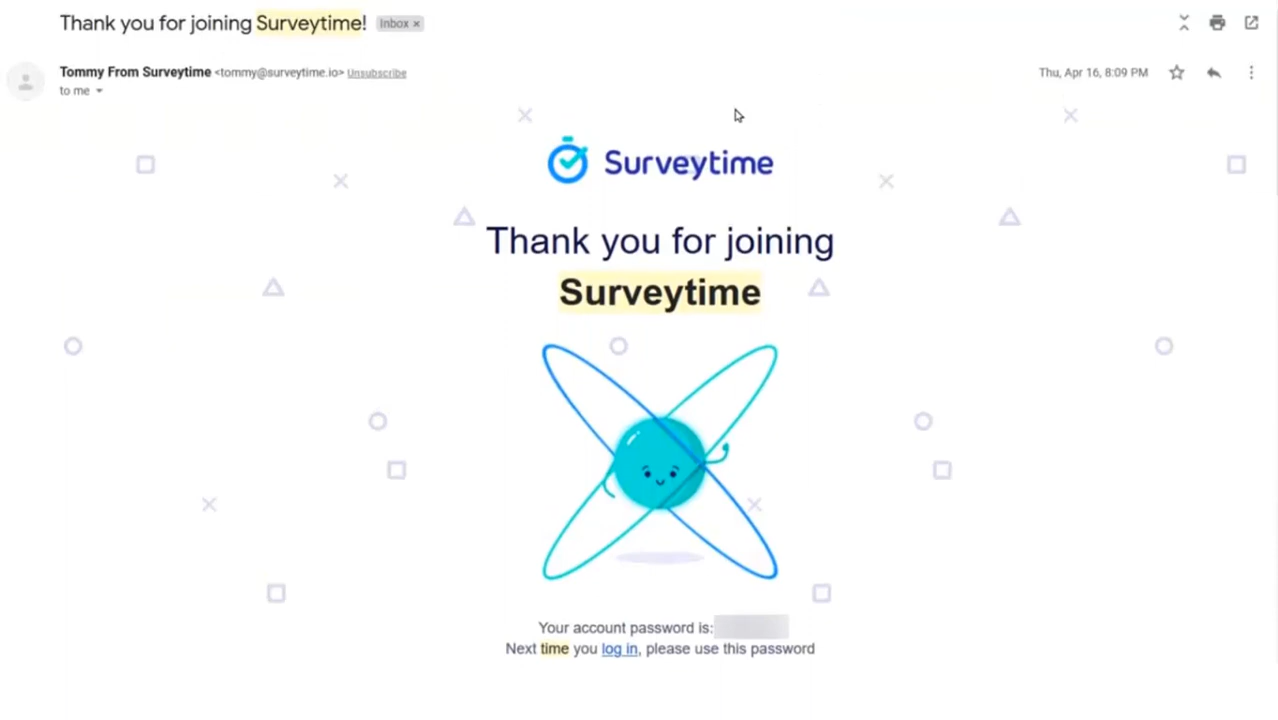 Thank you for joining Surveytime! Inbox ×
Tommy From Surveytime <tommy@surveytime.io> Unsubscribe
Thu, Apr 16, 8:09 PM
to me
Surveytime
Thank you for joining
Surveytime
Your account password is:
Next time you log in, please use this password